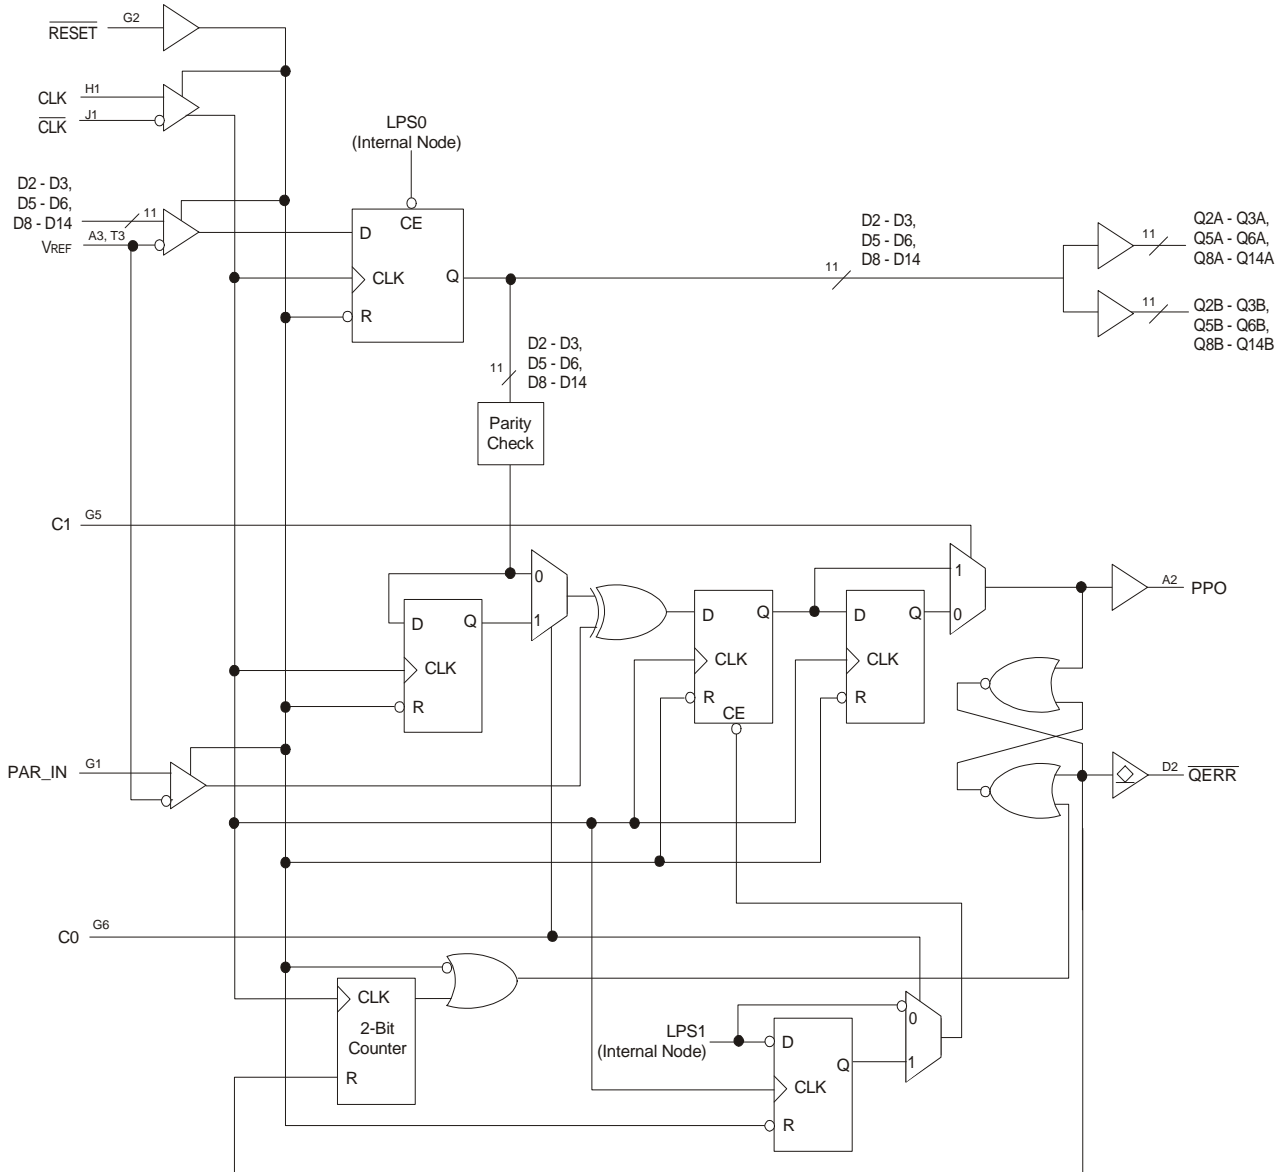 G2
RESET
CLK
H1
CLK
J1
LPS0
(Internal Node)
D2 - D3,
D5 - D6,
D8 - D14
11
VREF
A3, T3
CE
D
CLK
Q
R
D2 - D3,
D5 - D6,
D8 - D14
11
11
Q2A - Q3A,
Q5A - Q6A,
Q8A - Q14A
11
Q2B - Q3B,
Q5B - Q6B,
Q8B - Q14B
D2 - D3,
D5 - D6,
D8 - D14
11
Parity
Check
C1
G5
0
1
D
Q
CLK
R
D
Q
CLK
R
CE
D
Q
CLK
R
1
0
A2
PPO
PAR_IN
G1
D2
QERR
C0
G6
CLK
2-Bit
Counter
R
LPS1
(Internal Node)
D
Q
CLK
R
0
1